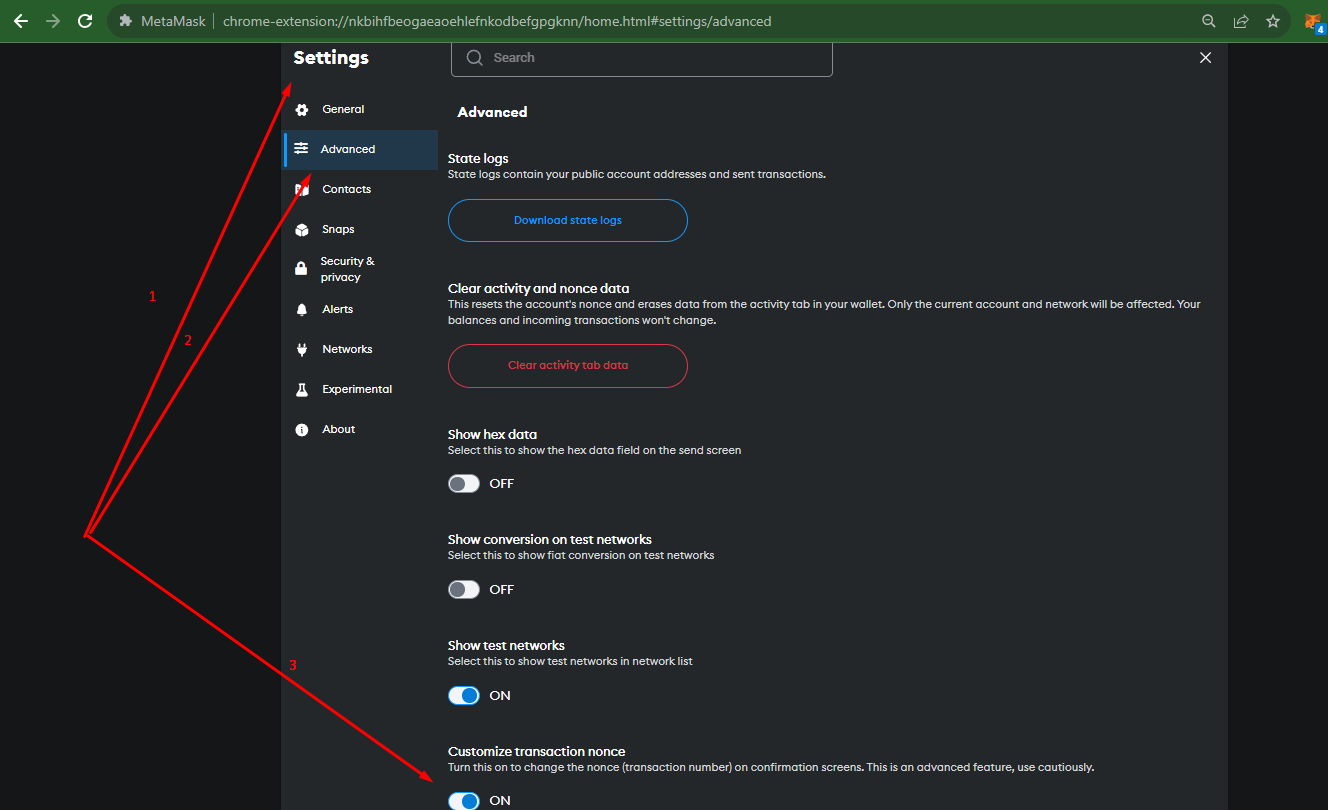 MetaMask chrome-extension://nkbihfbeogaeaoehlefnkodbefgpgknn/home.html#settings/advanced
4
Settings
Search
General
Advanced
Contacts
Snaps
Security &
privacy
Alerts
Networks
Experimental
About
1
2
3
Advanced
State logs
State logs contain your public account addresses and sent transactions.
Download state logs
Clear activity and nonce data
This resets the account's nonce and erases data from the activity tab in your wallet. Only the current account and network will be affected. Your
balances and incoming transactions won't change.
Clear activity tab data
Show hex data
Select this to show the hex data field on the send screen
OFF
Show conversion on test networks
Select this to show fiat conversion on test networks
OFF
Show test networks
Select this to show test networks in network list
ON
Customize transaction nonce
Turn this on to change the nonce (transaction number) on confirmation screens. This is an advanced feature, use cautiously.
ON